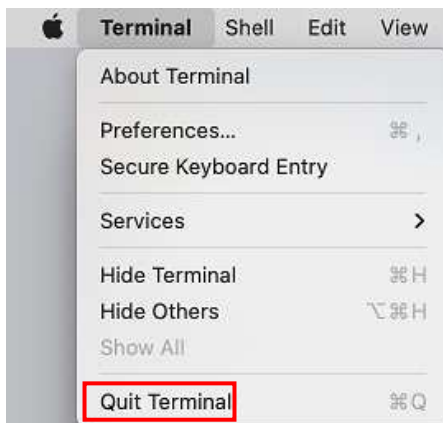 Terminal Shell Edit View
About Terminal
Preferences... ⌘ ,
Secure Keyboard Entry
Services >
Hide Terminal ⌘ H
Hide Others ⌥ ⌘ H
Show All
Quit Terminal ⌘ Q